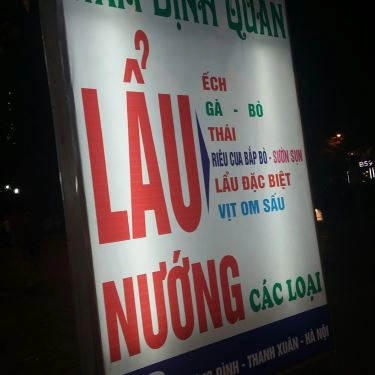 ĐỊNH QUÁN
LẨU
ẾCH
GÀ - BÒ
THÁI
RIÊU CUA BẮP BÒ - SƯỜN SỤN
LẨU ĐẶC BIỆT
VỊT OM SẤU
NƯỚNG CÁC LOẠI
ĐÌNH - THANH XUÂN - HÀ NỘI